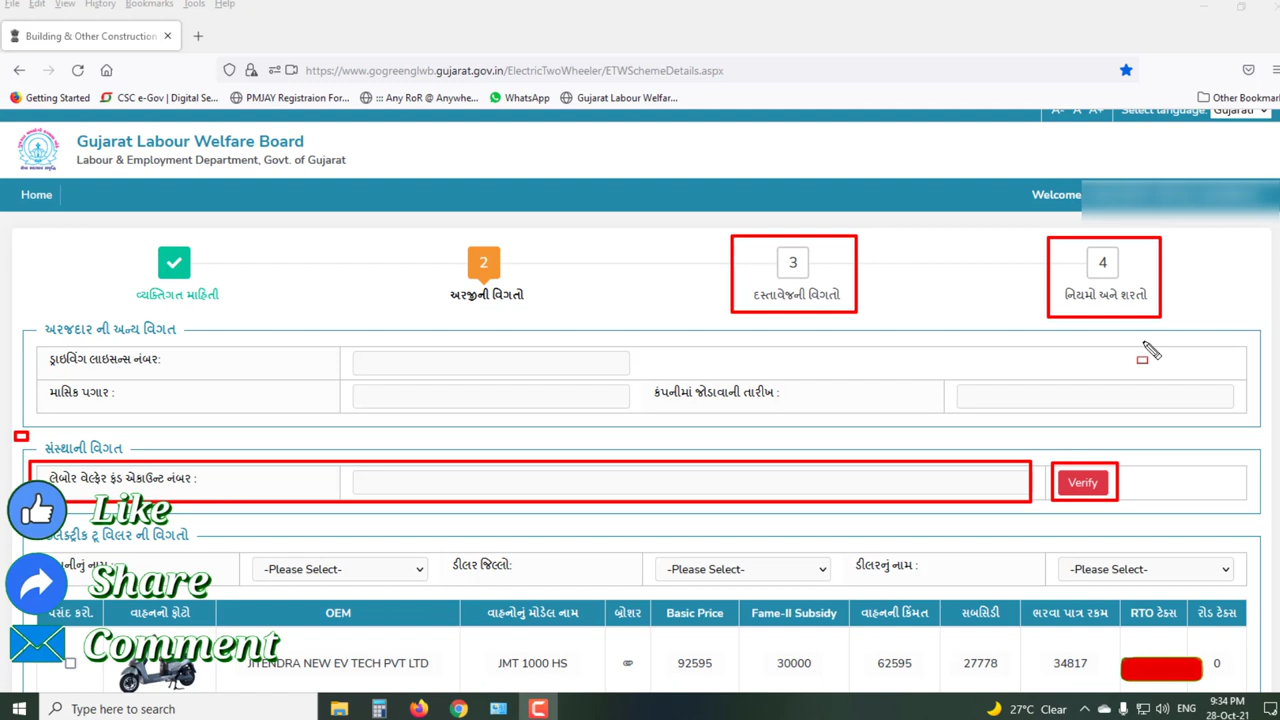 File Edit View History Bookmarks Tools Help
Building & Other Construction
https://www.gogreenglwb.gujarat.gov.in/ElectricTwoWheeler/ETWSchemeDetails.aspx
Getting Started CSC e-Gov | Digital Se... PMJAY Registraion For... ::: Any RoR @ Anywhe... WhatsApp Gujarat Labour Welfar... Other Bookmar
A- A A+ Select language: Gujarati
Gujarat Labour Welfare Board
Labour & Employment Department, Govt. of Gujarat
Home Welcome
2 3 4
વ્યક્તિગત માહિતી અરજીની વિગતો દસ્તાવેજની વિગતો નિયમો અને શરતો
અરજદાર ની અન્ય વિગત
ડ્રાઇવિંગ લાઇસન્સ નંબર:
માસિક પગાર : કંપનીમાં જોડાવાની તારીખ :
સંસ્થાની વિગત
લેબોર વેલ્ફેર ફંડ એકાઉન્ટ નંબર : Verify
Like
ટૂ વિલર ની વિગતો
-Please Select- ડીલર જિલ્લો: -Please Select- ડીલરનું નામ : -Please Select-
Share
પસંદ કરો. વાહનનો ફોટો OEM વાહનોનું મોડેલ નામ બ્રોશર Basic Price Fame-II Subsidy વાહનની કિંમત સબસિડી ભરવા પાત્ર રકમ RTO ટેક્સ રોડ ટેક્સ
Comment
JITENDRA NEW EV TECH PVT LTD JMT 1000 HS 92595 30000 62595 27778 34817 0
Type here to search 27°C Clear ENG 9:34 PM
28-Oct-21